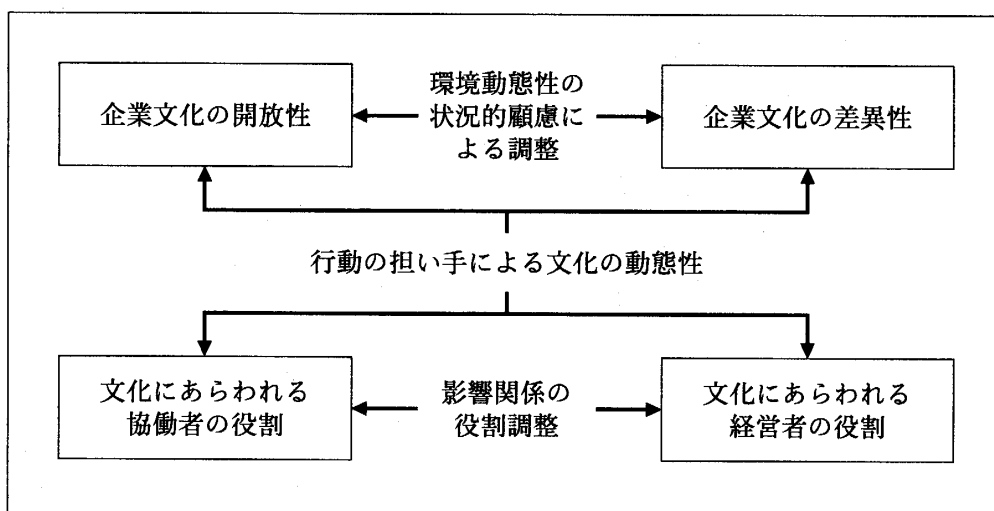 企業文化の開放性
環境動態性の
状況的顧慮に
よる調整
企業文化の差異性
行動の担い手による文化の動態性
文化にあらわれる
協働者の役割
影響関係の
役割調整
文化にあらわれる
経営者の役割